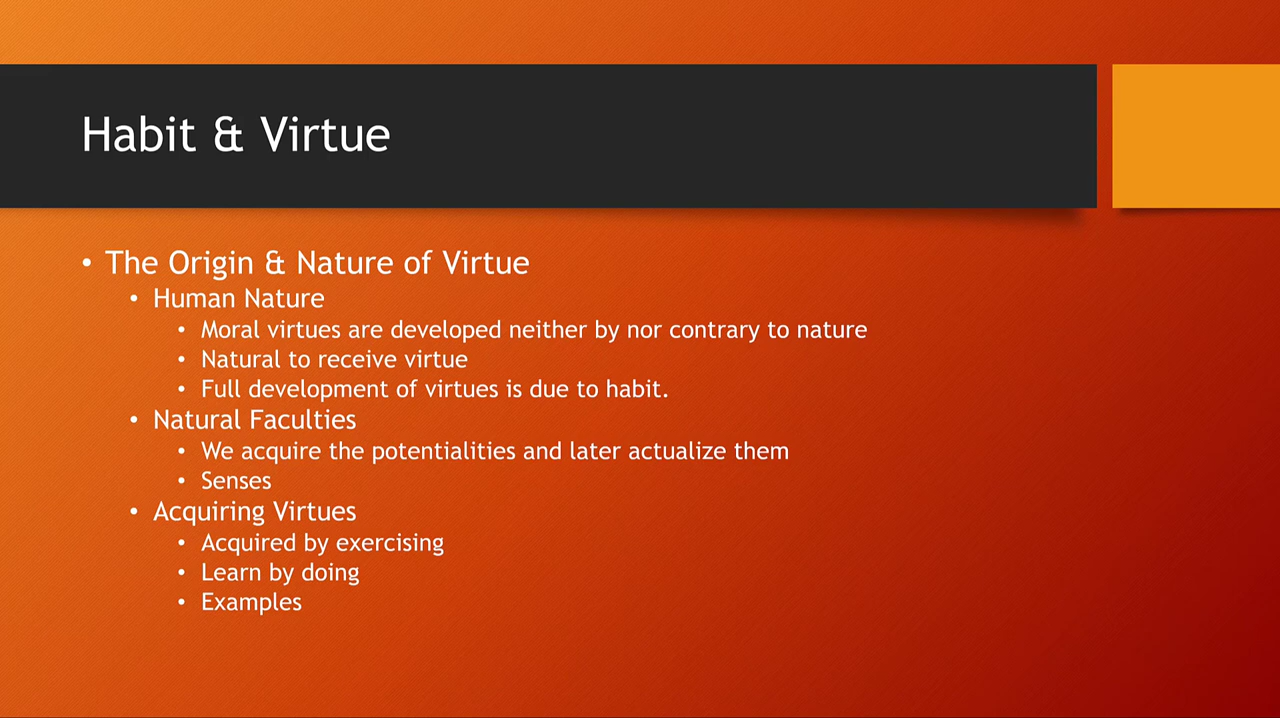 Habit & Virtue
• The Origin & Nature of Virtue
• Human Nature
• Moral virtues are developed neither by nor contrary to nature
• Natural to receive virtue
• Full development of virtues is due to habit.
• Natural Faculties
• We acquire the potentialities and later actualize them
• Senses
• Acquiring Virtues
• Acquired by exercising
• Learn by doing
• Examples